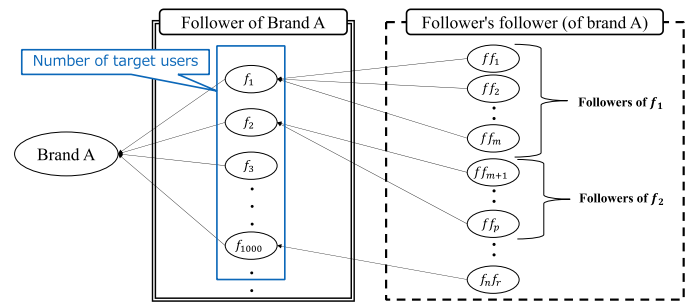 Follower of Brand A
Follower's follower (of brand A)
Number of target users
Brand A
f₁
f₂
f₃
f₁₀₀₀
ff₁
ff₂
ffₘ
ffₘ₊₁
ffₚ
fₙfᵣ
Followers of f₁
Followers of f₂